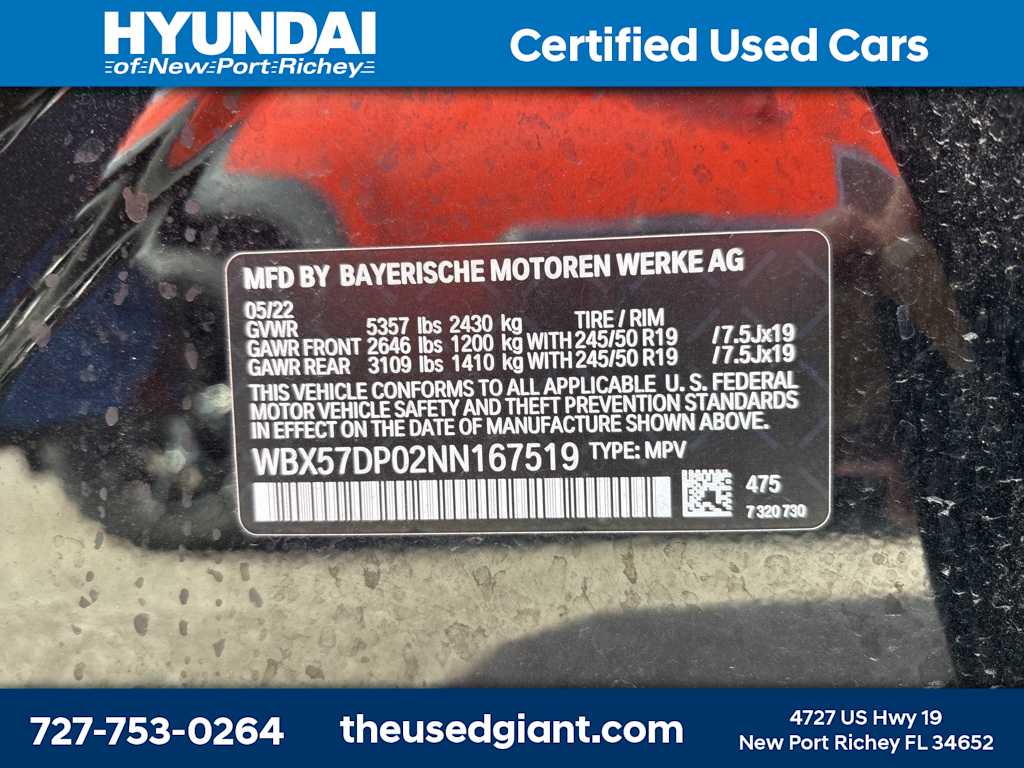 HYUNDAI
of New Port Richey
Certified Used Cars
MFD BY BAYERISCHE MOTOREN WERKE AG
05/22
GVWR 5357 lbs 2430 kg TIRE / RIM
GAWR FRONT 2646 lbs 1200 kg WITH 245/50 R19 /7.5Jx19
GAWR REAR 3109 lbs 1410 kg WITH 245/50 R19 /7.5Jx19
THIS VEHICLE CONFORMS TO ALL APPLICABLE U. S. FEDERAL
MOTOR VEHICLE SAFETY AND THEFT PREVENTION STANDARDS
IN EFFECT ON THE DATE OF MANUFACTURE SHOWN ABOVE.
WBX57DP02NN167519 TYPE: MPV
475
7 320 730
727-753-0264
theusedgiant.com
4727 US Hwy 19
New Port Richey FL 34652